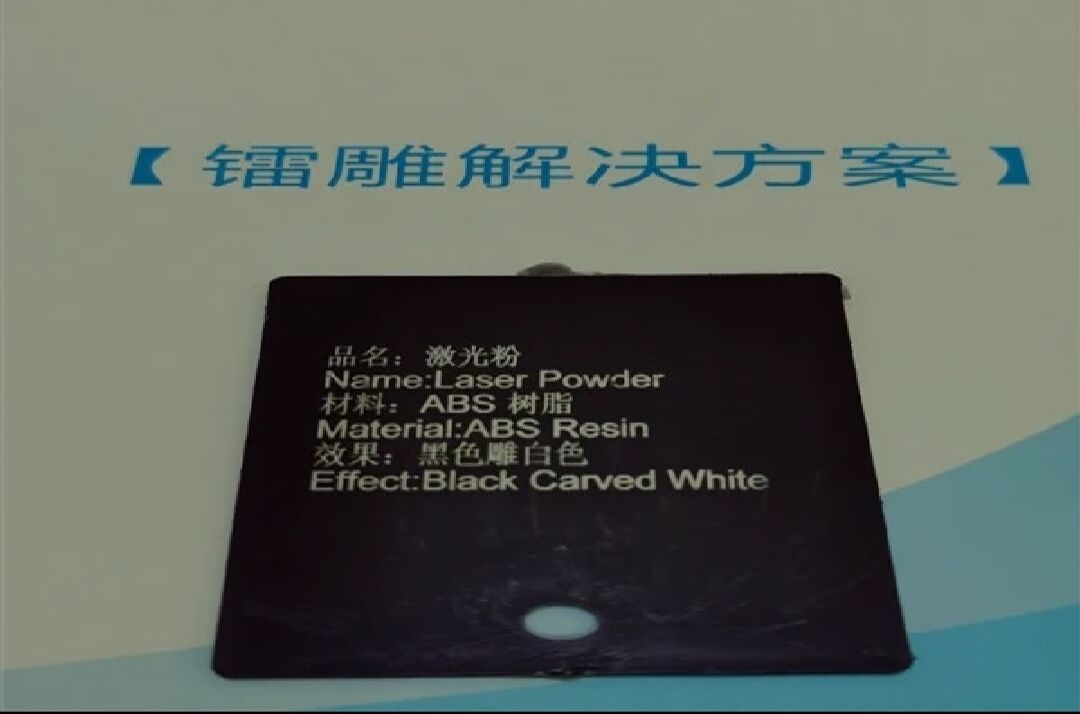 【镭雕解决方案】
品名：激光粉
Name:Laser Powder
材料：ABS 树脂
Material:ABS Resin
效果：黑色雕白色
Effect:Black Carved White